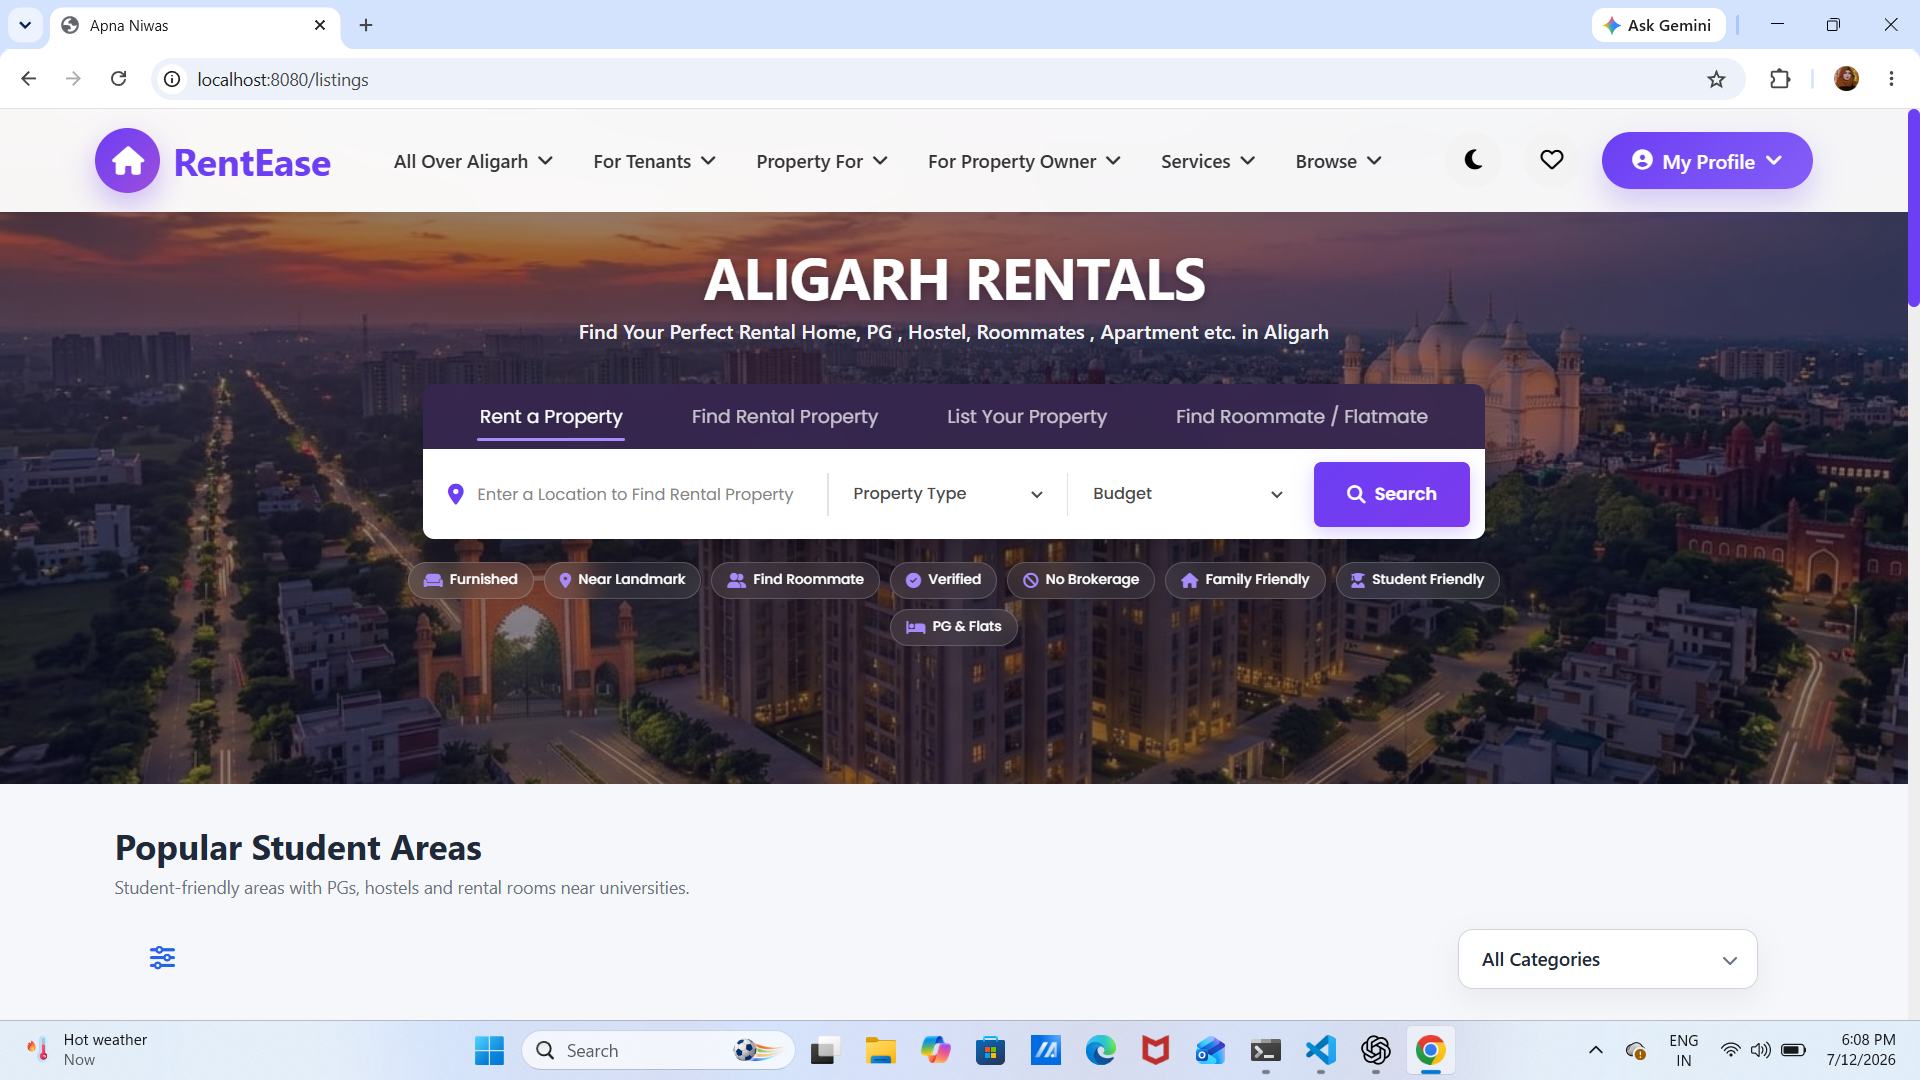 Apna Niwas
Ask Gemini
localhost:8080/listings
RentEase
All Over Aligarh
For Tenants
Property For
For Property Owner
Services
Browse
My Profile
ALIGARH RENTALS
Find Your Perfect Rental Home, PG , Hostel, Roommates , Apartment etc. in Aligarh
Rent a Property
Find Rental Property
List Your Property
Find Roommate / Flatmate
Enter a Location to Find Rental Property
Property Type
Budget
Search
Furnished
Near Landmark
Find Roommate
Verified
No Brokerage
Family Friendly
Student Friendly
PG & Flats
Popular Student Areas
Student-friendly areas with PGs, hostels and rental rooms near universities.
All Categories
Hot weather
Now
Search
ENG
IN
6:08 PM
7/12/2026